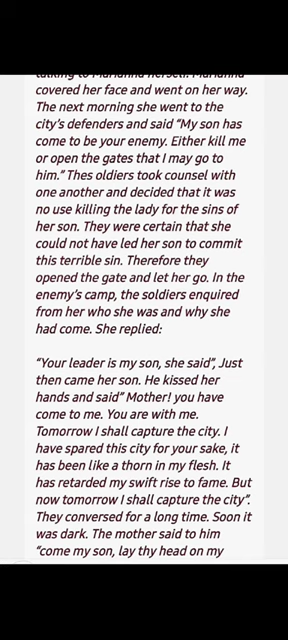 talking to Marianna herself. Marianna
covered her face and went on her way.
The next morning she went to the
city's defenders and said "My son has
come to be your enemy. Either kill me
or open the gates that I may go to
him." Thes oldiers took counsel with
one another and decided that it was
no use killing the lady for the sins of
her son. They were certain that she
could not have led her son to commit
this terrible sin. Therefore they
opened the gate and let her go. In the
enemy's camp, the soldiers enquired
from her who she was and why she
had come. She replied:
"Your leader is my son, she said", Just
then came her son. He kissed her
hands and said" Mother! you have
come to me. You are with me.
Tomorrow I shall capture the city. I
have spared this city for your sake, it
has been like a thorn in my flesh. It
has retarded my swift rise to fame. But
now tomorrow I shall capture the city".
They conversed for a long time. Soon it
was dark. The mother said to him
"come my son, lay thy head on my